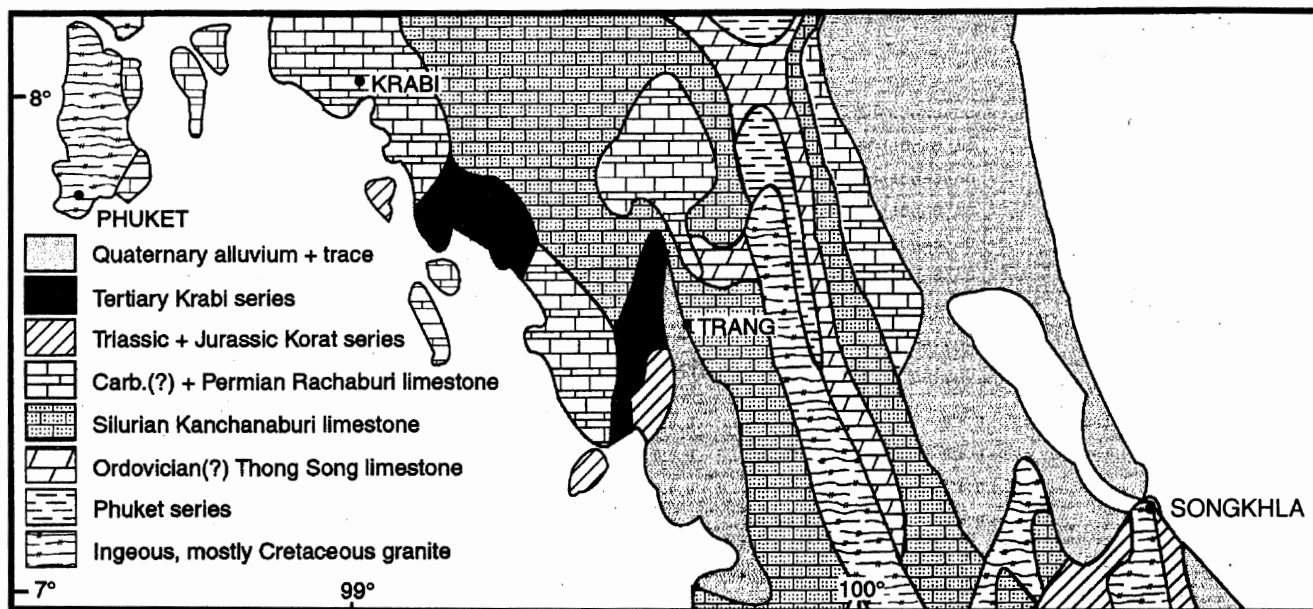 8°
KRABI
PHUKET
Quaternary alluvium + trace
Tertiary Krabi series
Triassic + Jurassic Korat series
Carb.(?) + Permian Rachaburi limestone
Silurian Kanchanaburi limestone
Ordovician(?) Thong Song limestone
Phuket series
Ingeous, mostly Cretaceous granite
TRANG
SONGKHLA
7°
99°
100°